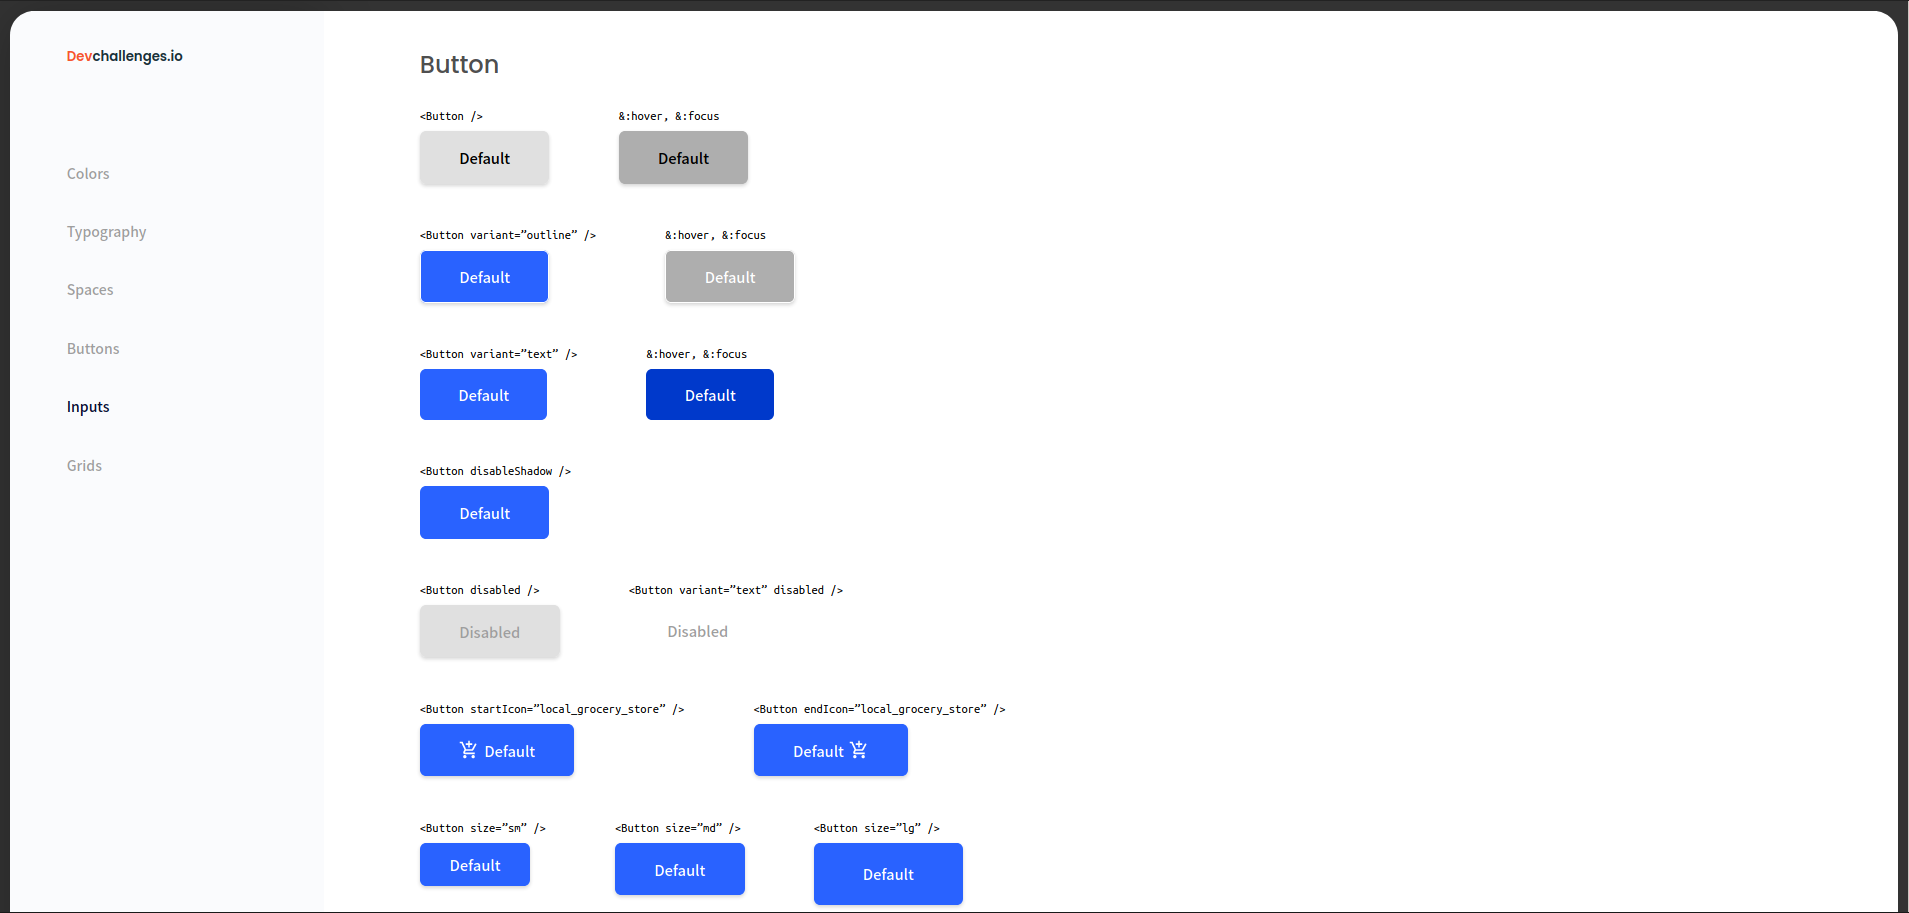 Devchallenges.io
Colors
Typography
Spaces
Buttons
Inputs
Grids
Button
<Button />
&:hover, &:focus
Default
Default
<Button variant=”outline” />
&:hover, &:focus
Default
Default
<Button variant=”text” />
&:hover, &:focus
Default
Default
<Button disableShadow />
Default
<Button disabled />
<Button variant=”text” disabled />
Disabled
Disabled
<Button startIcon=”local_grocery_store” />
<Button endIcon=”local_grocery_store” />
Default
Default
<Button size=”sm” />
<Button size=”md” />
<Button size=”lg” />
Default
Default
Default